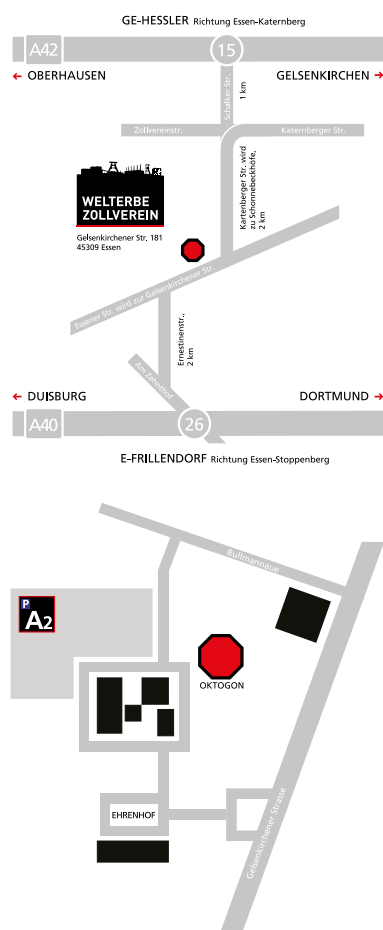 GE-HESSLER Richtung Essen-Katernberg
A42
15
← OBERHAUSEN
GELSENKIRCHEN →
Schalker Str.
1 km
Zollvereinstr.
Katernberger Str.
Kartenberger Str. wird
zu Schonnebeckhöfe,
2 km
WELTERBE
ZOLLVEREIN
Gelsenkirchener Str. 181
45309 Essen
Essener Str. wird zur Gelsenkirchener Str.
Ernestinenstr.,
2 km
Am Zehnthof
← DUISBURG
DORTMUND →
A40
26
E-FRILLENDORF Richtung Essen-Stoppenberg
Bullmannaue
P
A2
OKTOGON
EHRENHOF
Gelsenkirchener Strasse